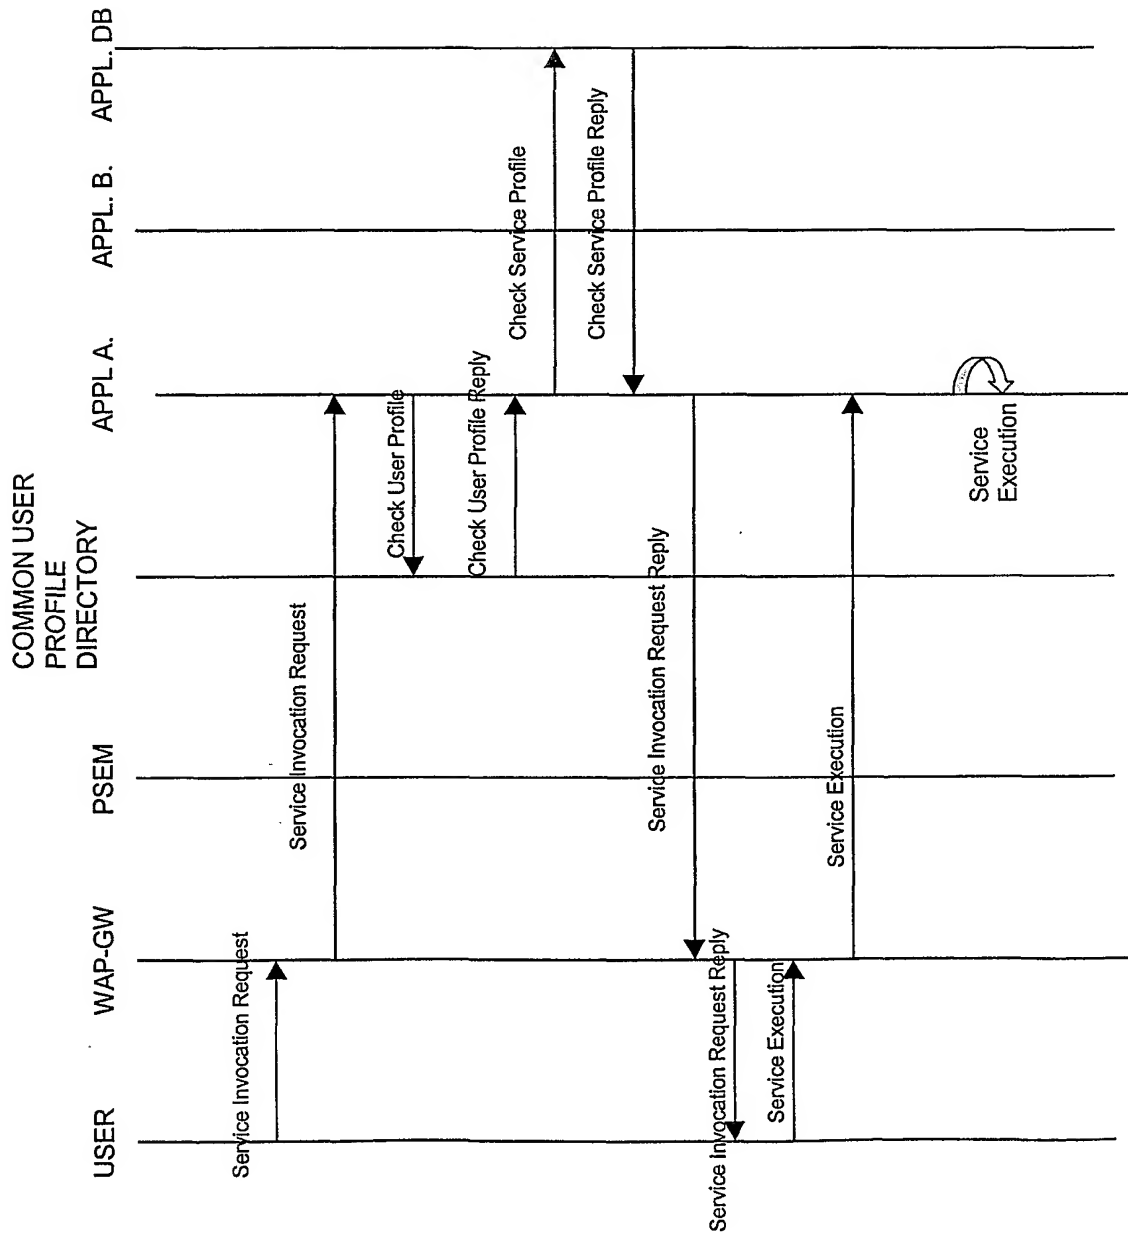 COMMON USER
PROFILE
DIRECTORY
USER
WAP-GW
PSEM
APPL A.
APPL. B.
APPL. DB
Service Invocation Request
Service Invocation Request
Check User Profile
Check User Profile Reply
Check Service Profile
Check Service Profile Reply
Service Invocation Request Reply
Service Invocation Request Reply
Service Execution
Service Execution
Service
Execution